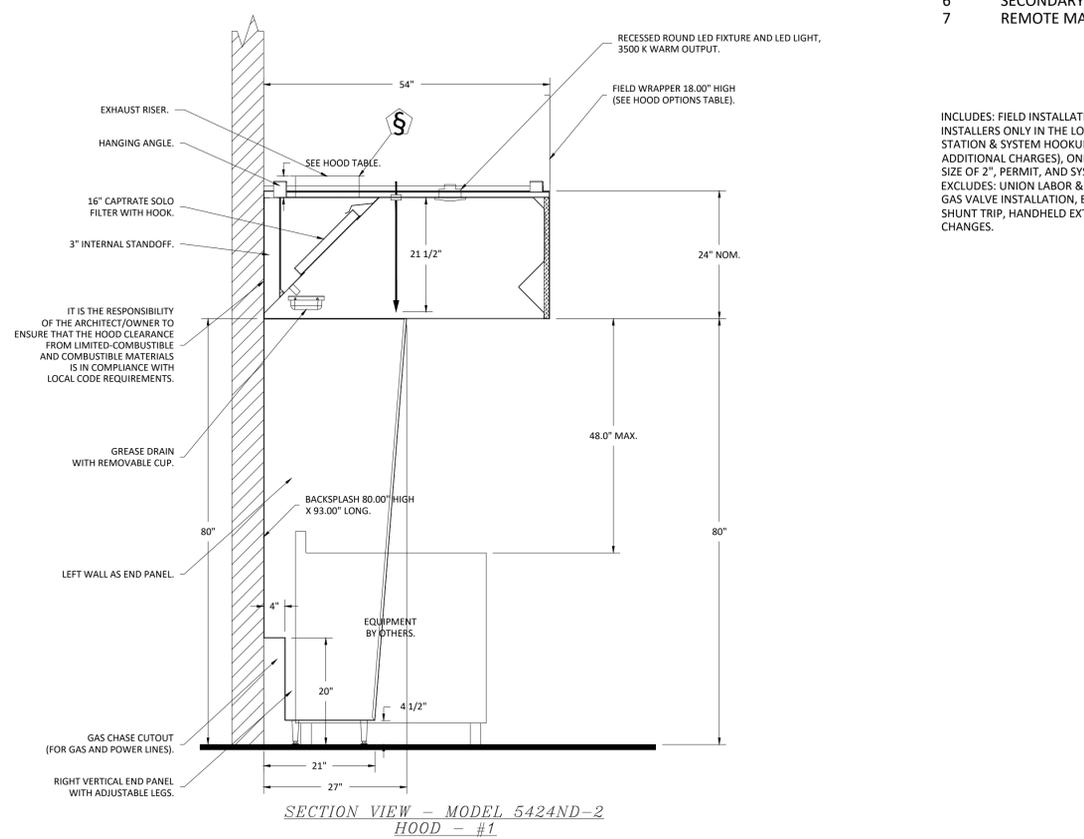 6 SECONDARY
7 REMOTE MA
RECESSED ROUND LED FIXTURE AND LED LIGHT,
3500 K WARM OUTPUT.
54"
FIELD WRAPPER 18.00" HIGH
(SEE HOOD OPTIONS TABLE).
EXHAUST RISER.
§
HANGING ANGLE.
SEE HOOD TABLE.
16" CAPTRATE SOLO
FILTER WITH HOOK.
3" INTERNAL STANDOFF.
21 1/2"
24" NOM.
IT IS THE RESPONSIBILITY
OF THE ARCHITECT/OWNER TO
ENSURE THAT THE HOOD CLEARANCE
FROM LIMITED-COMBUSTIBLE
AND COMBUSTIBLE MATERIALS
IS IN COMPLIANCE WITH
LOCAL CODE REQUIREMENTS.
GREASE DRAIN
WITH REMOVABLE CUP.
48.0" MAX.
BACKSPLASH 80.00" HIGH
X 93.00" LONG.
80"
80"
LEFT WALL AS END PANEL.
4"
EQUIPMENT
BY OTHERS.
20"
4 1/2"
GAS CHASE CUTOUT
(FOR GAS AND POWER LINES).
21"
RIGHT VERTICAL END PANEL
WITH ADJUSTABLE LEGS.
27"
SECTION VIEW - MODEL 5424ND-2
HOOD - #1
INCLUDES: FIELD INSTALLAT
INSTALLERS ONLY IN THE LO
STATION & SYSTEM HOOKU
ADDITIONAL CHARGES), ON
SIZE OF 2", PERMIT, AND SYS
EXCLUDES: UNION LABOR &
GAS VALVE INSTALLATION, E
SHUNT TRIP, HANDHELD EXT
CHANGES.